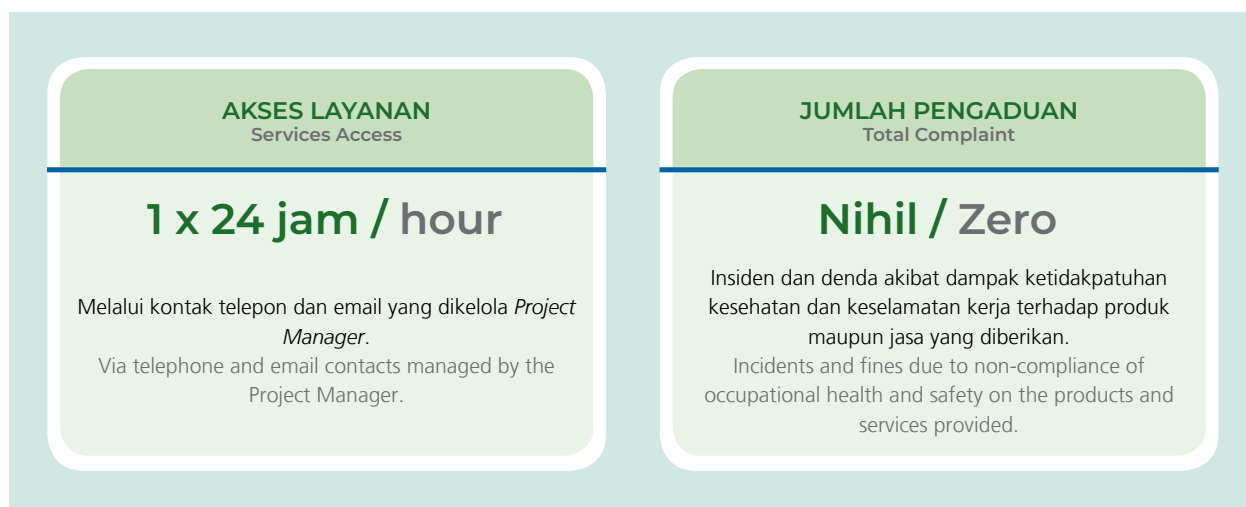 AKSES LAYANAN
Services Access
1 x 24 jam / hour
Melalui kontak telepon dan email yang dikelola Project
Manager.
Via telephone and email contacts managed by the
Project Manager.
JUMLAH PENGADUAN
Total Complaint
Nihil / Zero
Insiden dan denda akibat dampak ketidakpatuhan
kesehatan dan keselamatan kerja terhadap produk
maupun jasa yang diberikan.
Incidents and fines due to non-compliance of
occupational health and safety on the products and
services provided.